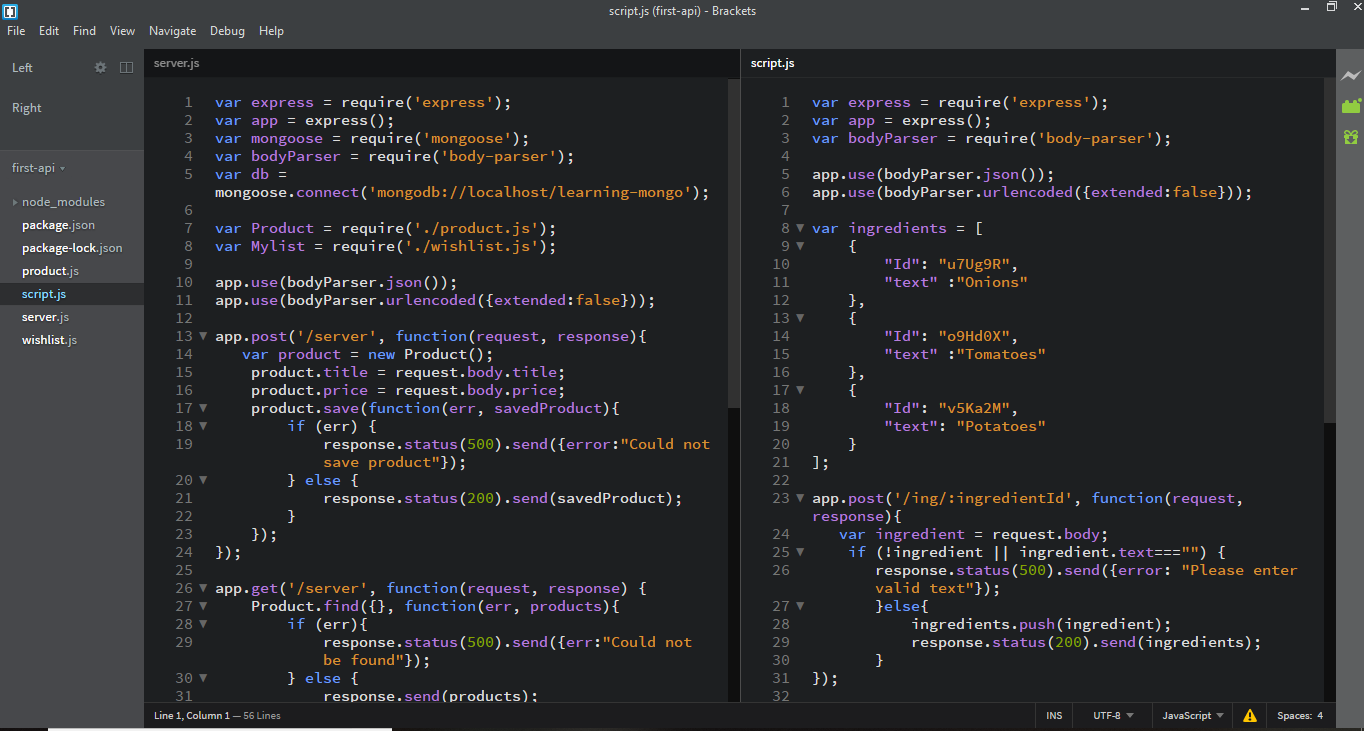 script.js (first-api) - Brackets
File Edit Find View Navigate Debug Help
Left
Right
first-api
node_modules
package.json
package-lock.json
product.js
script.js
server.js
wishlist.js
server.js
1 var express = require('express');
2 var app = express();
3 var mongoose = require('mongoose');
4 var bodyParser = require('body-parser');
5 var db =
mongoose.connect('mongodb://localhost/learning-mongo');
6
7 var Product = require('./product.js');
8 var Mylist = require('./wishlist.js');
9
10 app.use(bodyParser.json());
11 app.use(bodyParser.urlencoded({extended:false}));
12
13 app.post('/server', function(request, response){
14 var product = new Product();
15 product.title = request.body.title;
16 product.price = request.body.price;
17 product.save(function(err, savedProduct){
18 if (err) {
19 response.status(500).send({error:"Could not
save product"});
20 } else {
21 response.status(200).send(savedProduct);
22 }
23 });
24 });
25
26 app.get('/server', function(request, response) {
27 Product.find({}, function(err, products){
28 if (err){
29 response.status(500).send({err:"Could not
be found"});
30 } else {
31 response.send(products);
script.js
1 var express = require('express');
2 var app = express();
3 var bodyParser = require('body-parser');
4
5 app.use(bodyParser.json());
6 app.use(bodyParser.urlencoded({extended:false}));
7
8 var ingredients = [
9 {
10 "Id": "u7Ug9R",
11 "text" :"Onions"
12 },
13 {
14 "Id": "o9Hd0X",
15 "text" :"Tomatoes"
16 },
17 {
18 "Id": "v5Ka2M",
19 "text": "Potatoes"
20 }
21 ];
22
23 app.post('/ing/:ingredientId', function(request,
response){
24 var ingredient = request.body;
25 if (!ingredient || ingredient.text==="") {
26 response.status(500).send({error: "Please enter
valid text"});
27 }else{
28 ingredients.push(ingredient);
29 response.status(200).send(ingredients);
30 }
31 });
32
Line 1, Column 1 — 56 Lines
INS UTF-8 JavaScript Spaces: 4